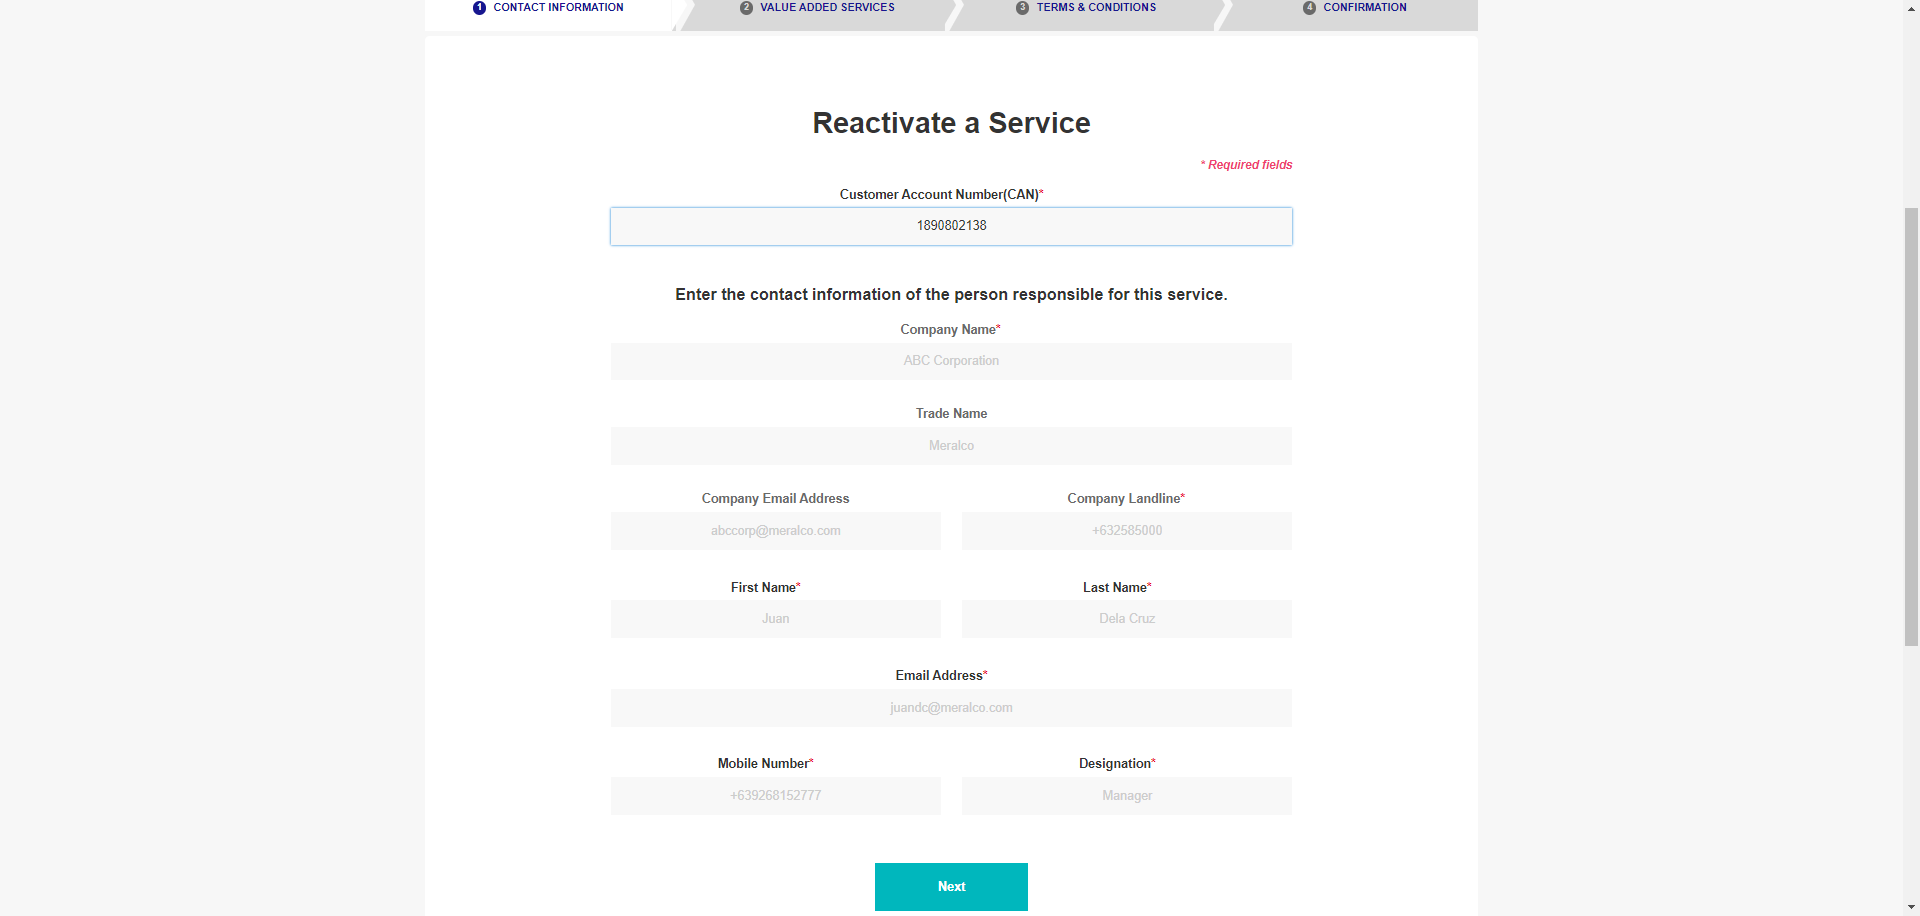 1 CONTACT INFORMATION
2 VALUE ADDED SERVICES
3 TERMS & CONDITIONS
4 CONFIRMATION
Reactivate a Service
* Required fields
Customer Account Number(CAN)*
1890802138
Enter the contact information of the person responsible for this service.
Company Name*
ABC Corporation
Trade Name
Meralco
Company Email Address
abccorp@meralco.com
Company Landline*
+632585000
First Name*
Juan
Last Name*
Dela Cruz
Email Address*
juandc@meralco.com
Mobile Number*
+639268152777
Designation*
Manager
Next